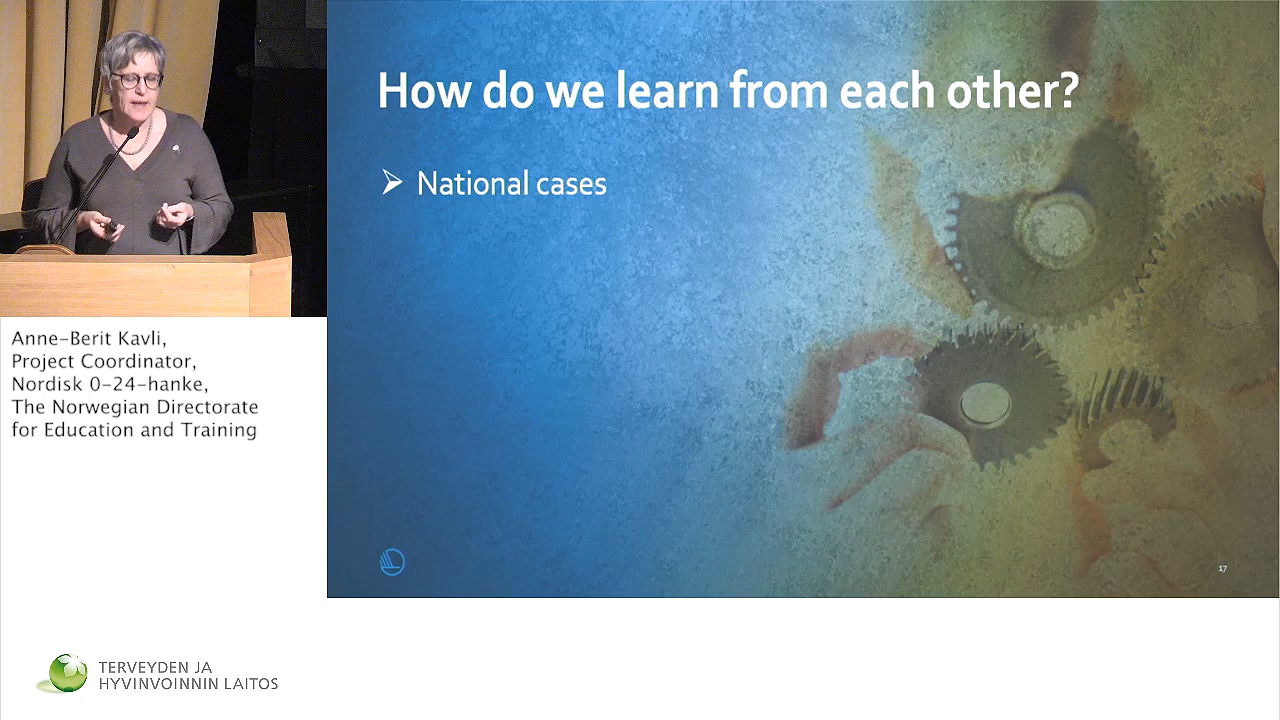 How do we learn from each other?
National cases
17
Anne-Berit Kavli,
Project Coordinator,
Nordisk 0-24-hanke,
The Norwegian Directorate
for Education and Training
TERVEYDEN JA
HYVINVOINNIN LAITOS